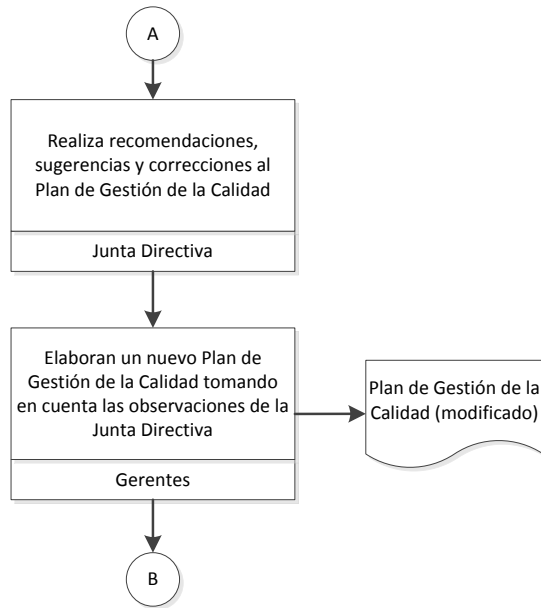 A
Realiza recomendaciones,
sugerencias y correcciones al
Plan de Gestión de la Calidad
Junta Directiva
Elaboran un nuevo Plan de
Gestión de la Calidad tomando
en cuenta las observaciones de la
Junta Directiva
Gerentes
Plan de Gestión de la
Calidad (modificado)
B